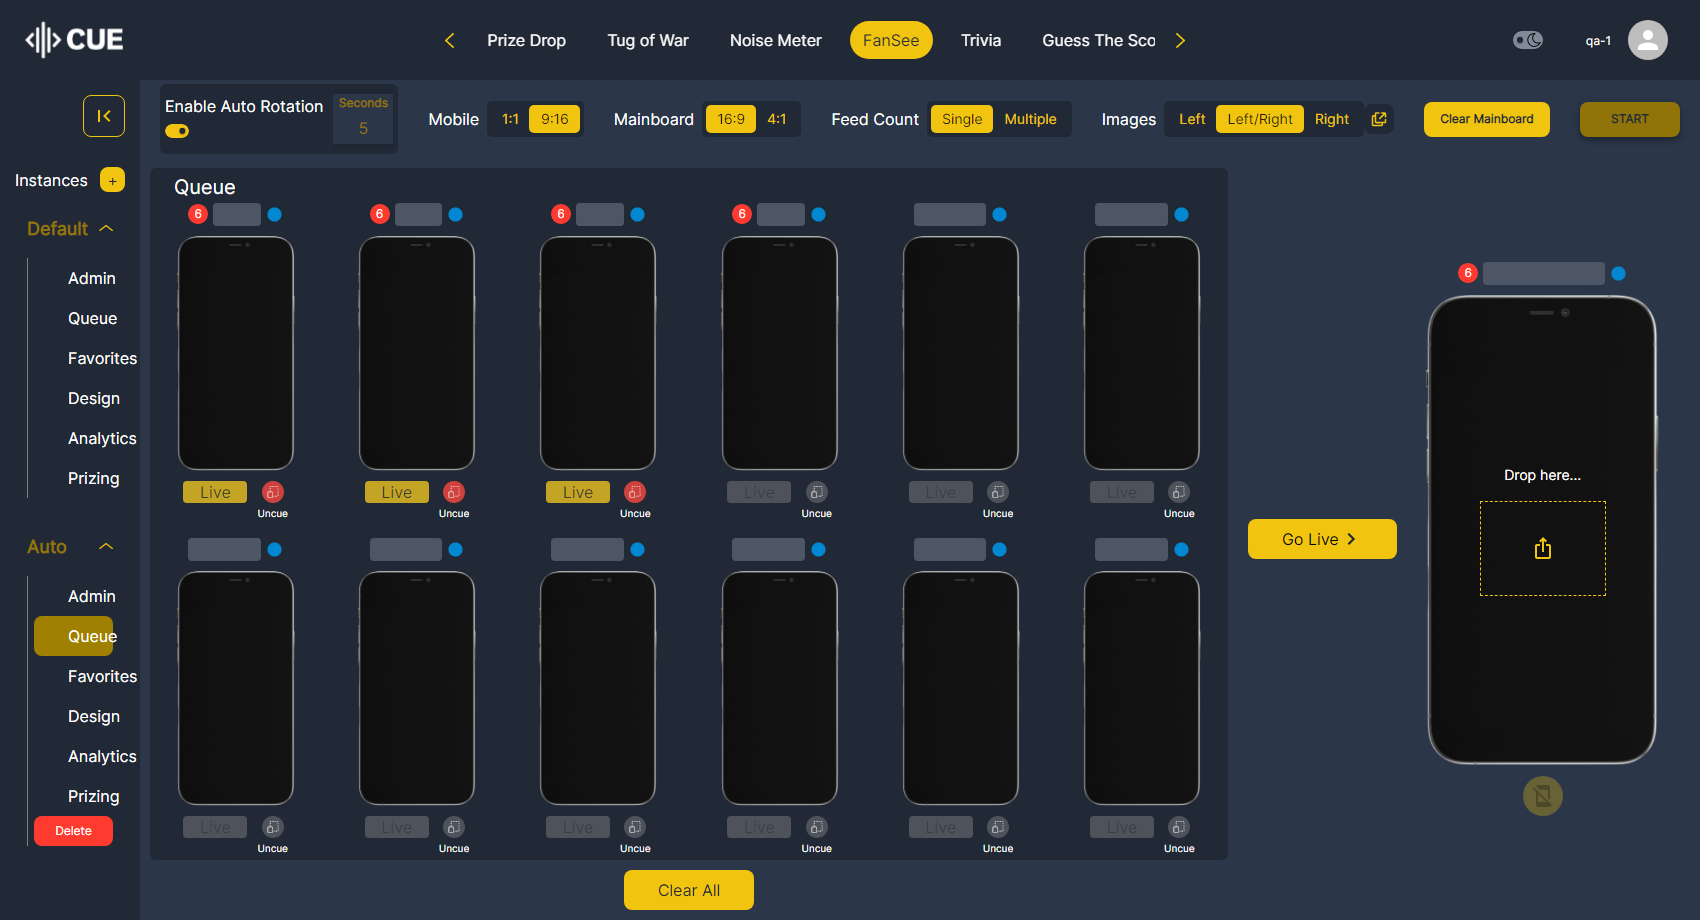 CUE
Prize Drop
Tug of War
Noise Meter
FanSee
Trivia
Guess The Sco
qa-1
Enable Auto Rotation
Seconds
5
Mobile 1:1 9:16
Mainboard 16:9 4:1
Feed Count Single Multiple
Images Left Left/Right Right
Clear Mainboard
START
Instances +
Default
Admin
Queue
Favorites
Design
Analytics
Prizing
Auto
Admin
Queue
Favorites
Design
Analytics
Prizing
Delete
Queue
6 6 6 6
Live Live Live Live Live Live
Uncue Uncue Uncue Uncue Uncue Uncue
Live Live Live Live Live Live
Uncue Uncue Uncue Uncue Uncue Uncue
Clear All
Go Live
6
Drop here...